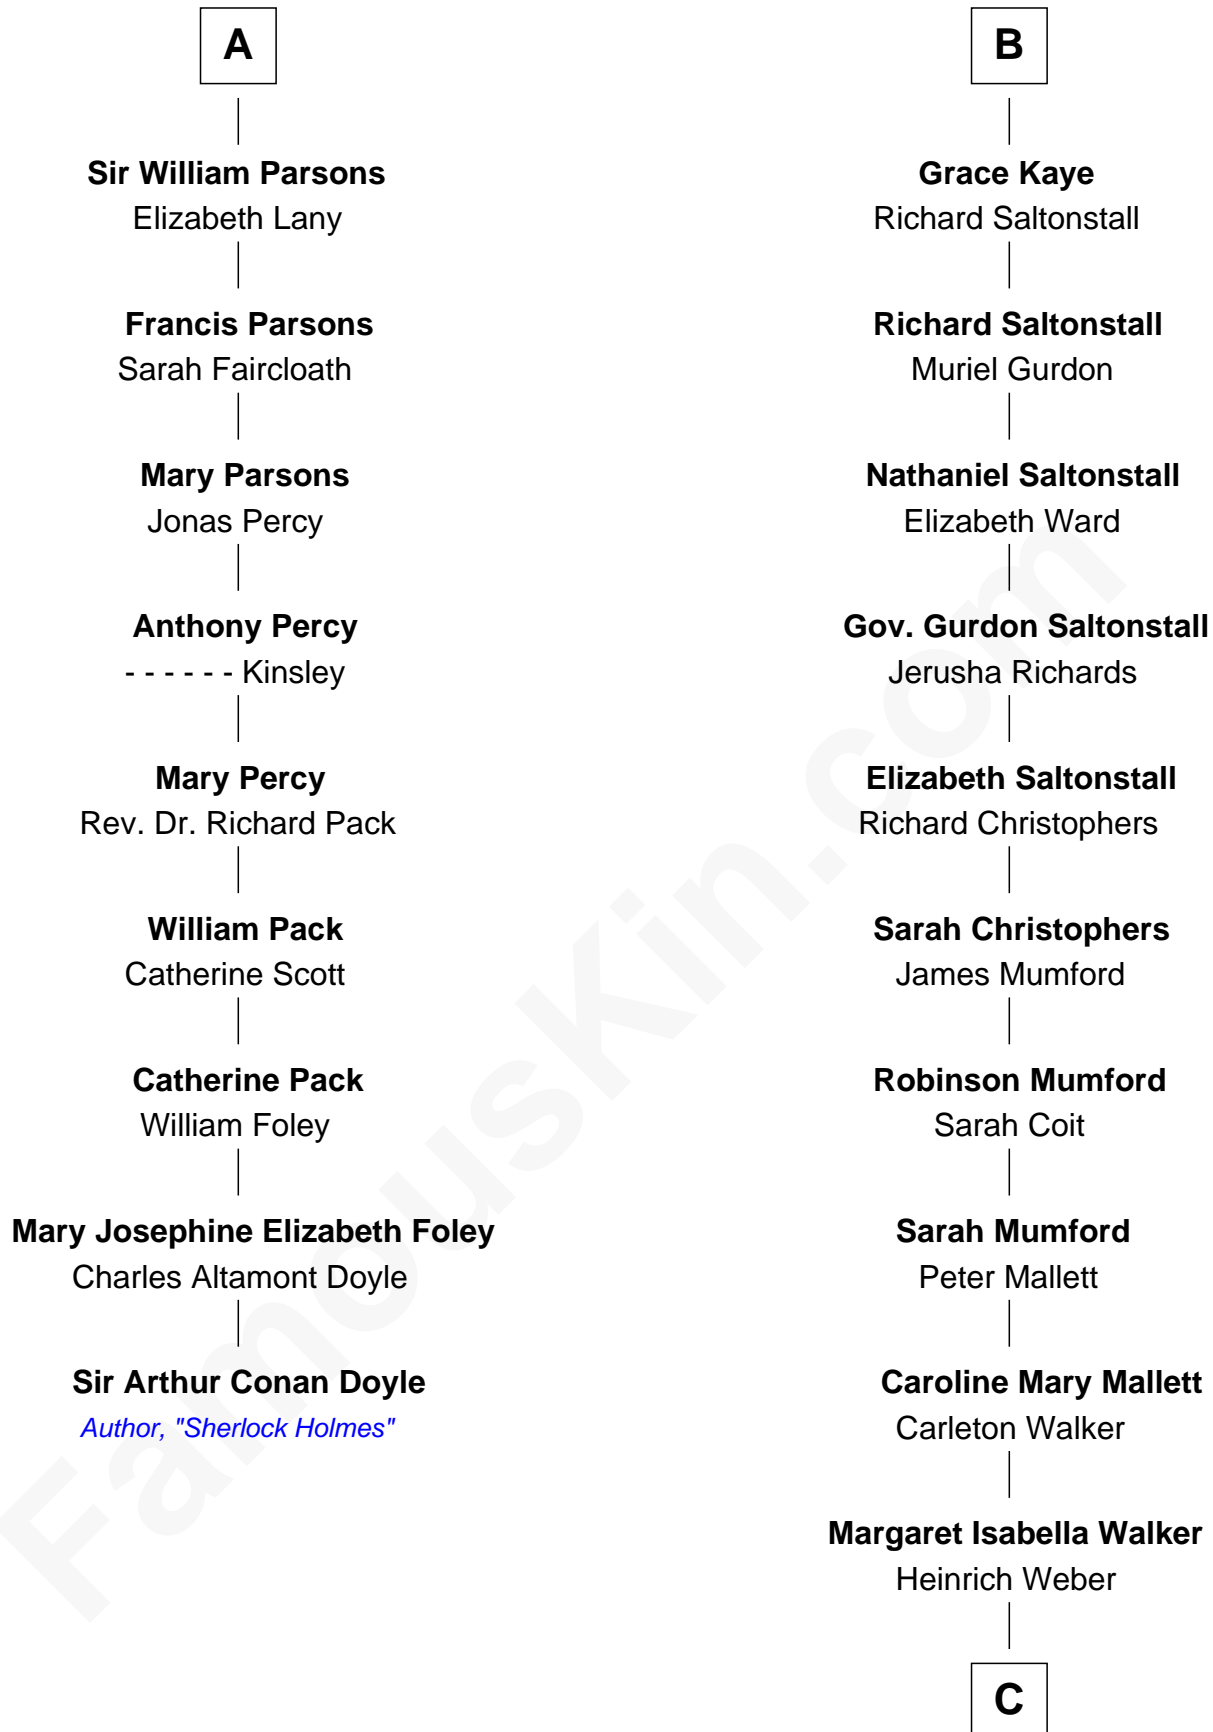 A
Sir William Parsons
Elizabeth Lany
Francis Parsons
Sarah Faircloath
Mary Parsons
Jonas Percy
Anthony Percy
- - - - - - Kinsley
Mary Percy
Rev. Dr. Richard Pack
William Pack
Catherine Scott
Catherine Pack
William Foley
Mary Josephine Elizabeth Foley
Charles Altamont Doyle
Sir Arthur Conan Doyle
Author, "Sherlock Holmes"
B
Grace Kaye
Richard Saltonstall
Richard Saltonstall
Muriel Gurdon
Nathaniel Saltonstall
Elizabeth Ward
Gov. Gurdon Saltonstall
Jerusha Richards
Elizabeth Saltonstall
Richard Christophers
Sarah Christophers
James Mumford
Robinson Mumford
Sarah Coit
Sarah Mumford
Peter Mallett
Caroline Mary Mallett
Carleton Walker
Margaret Isabella Walker
Heinrich Weber
C
FamousKin.com